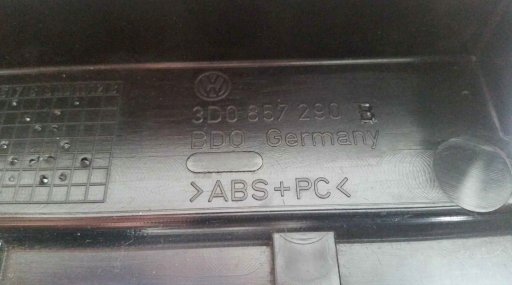 3D0 857 290 B
BDO Germany
>ABS+PC<